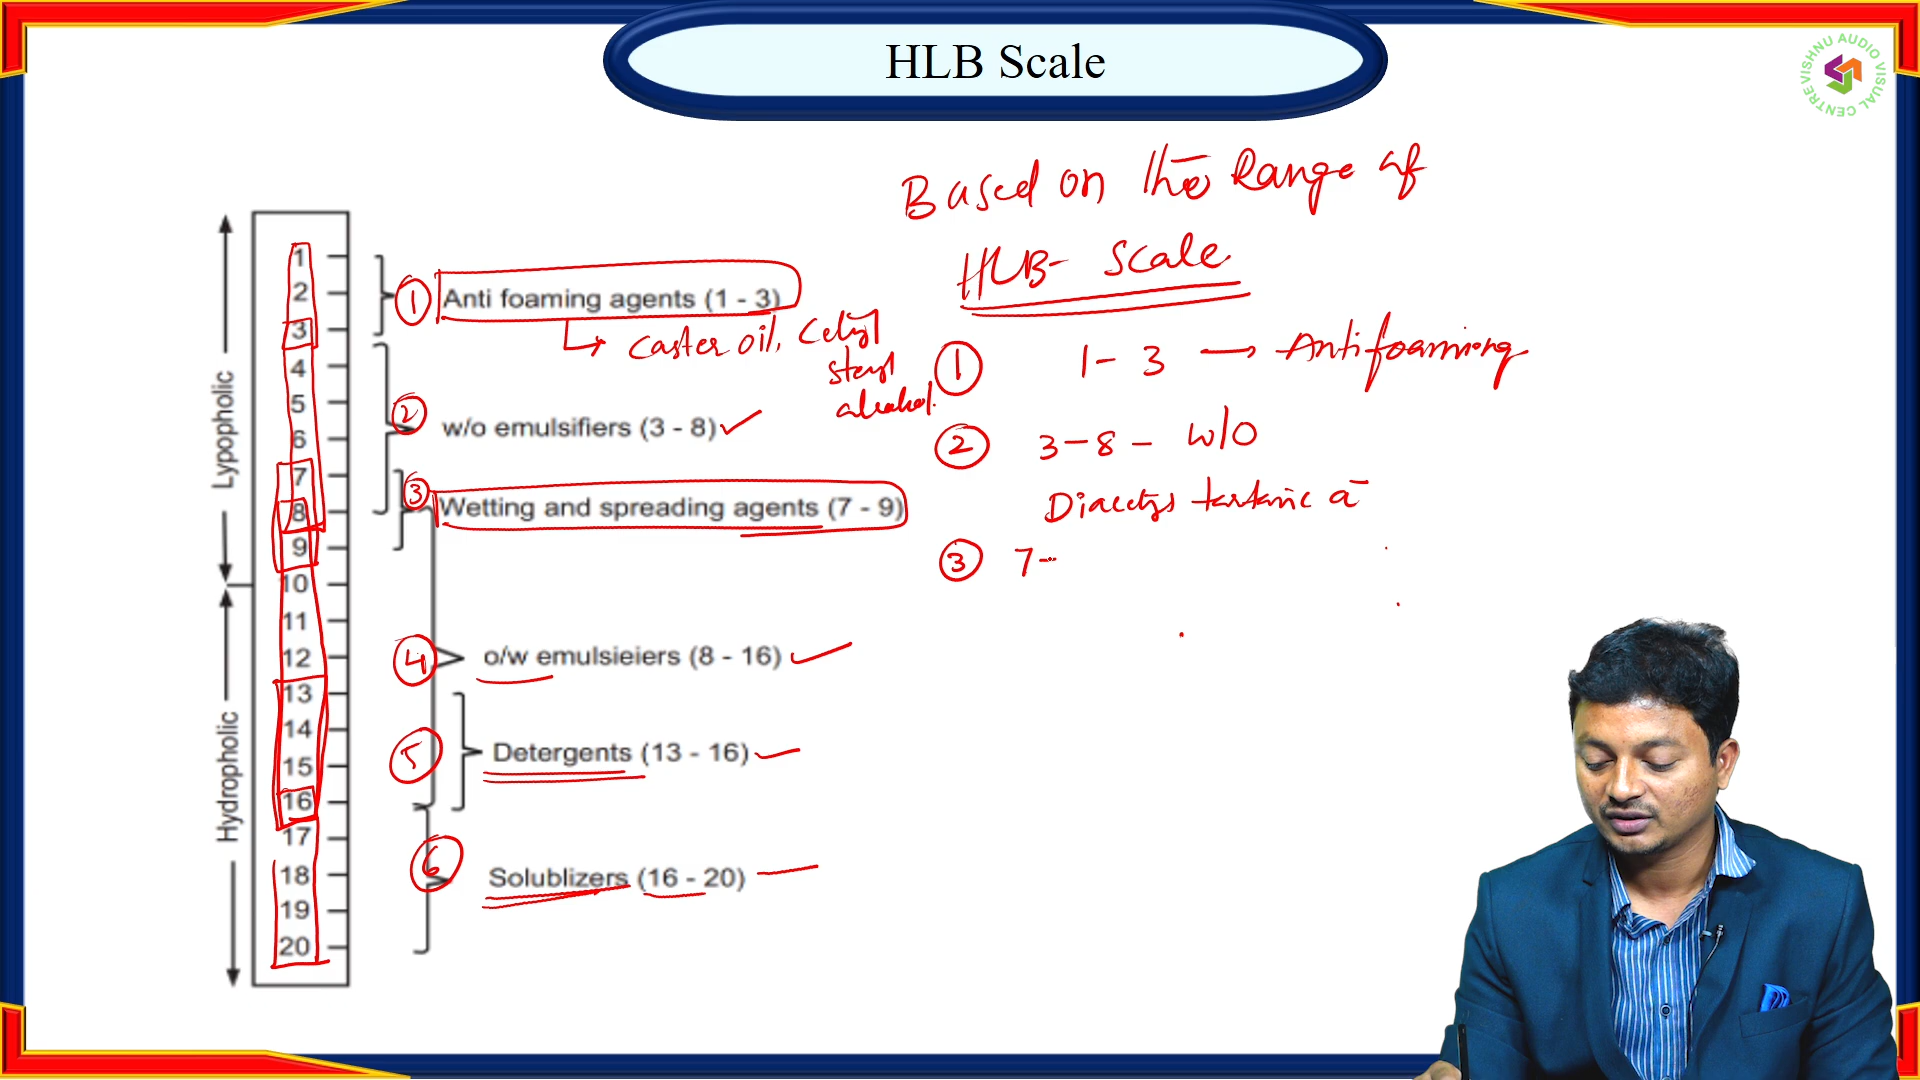 HLB Scale
VISHNU AUDIO VISUAL CENTRE
Based on the Range of
HLB- Scale
Lypopholic
Hydropholic
1
2
3
4
5
6
7
8
9
10
11
12
13
14
15
16
17
18
19
20
1 Anti foaming agents (1 - 3)
caster oil, Cetyl
alcohol.
2 w/o emulsifiers (3 - 8)
3 Wetting and spreading agents (7 - 9)
4 o/w emulsieiers (8 - 16)
5 Detergents (13 - 16)
6 Solublizers (16 - 20)
1 1 - 3 → Antifoaming
2 3 - 8 - w/o
tartaric a
3 7-